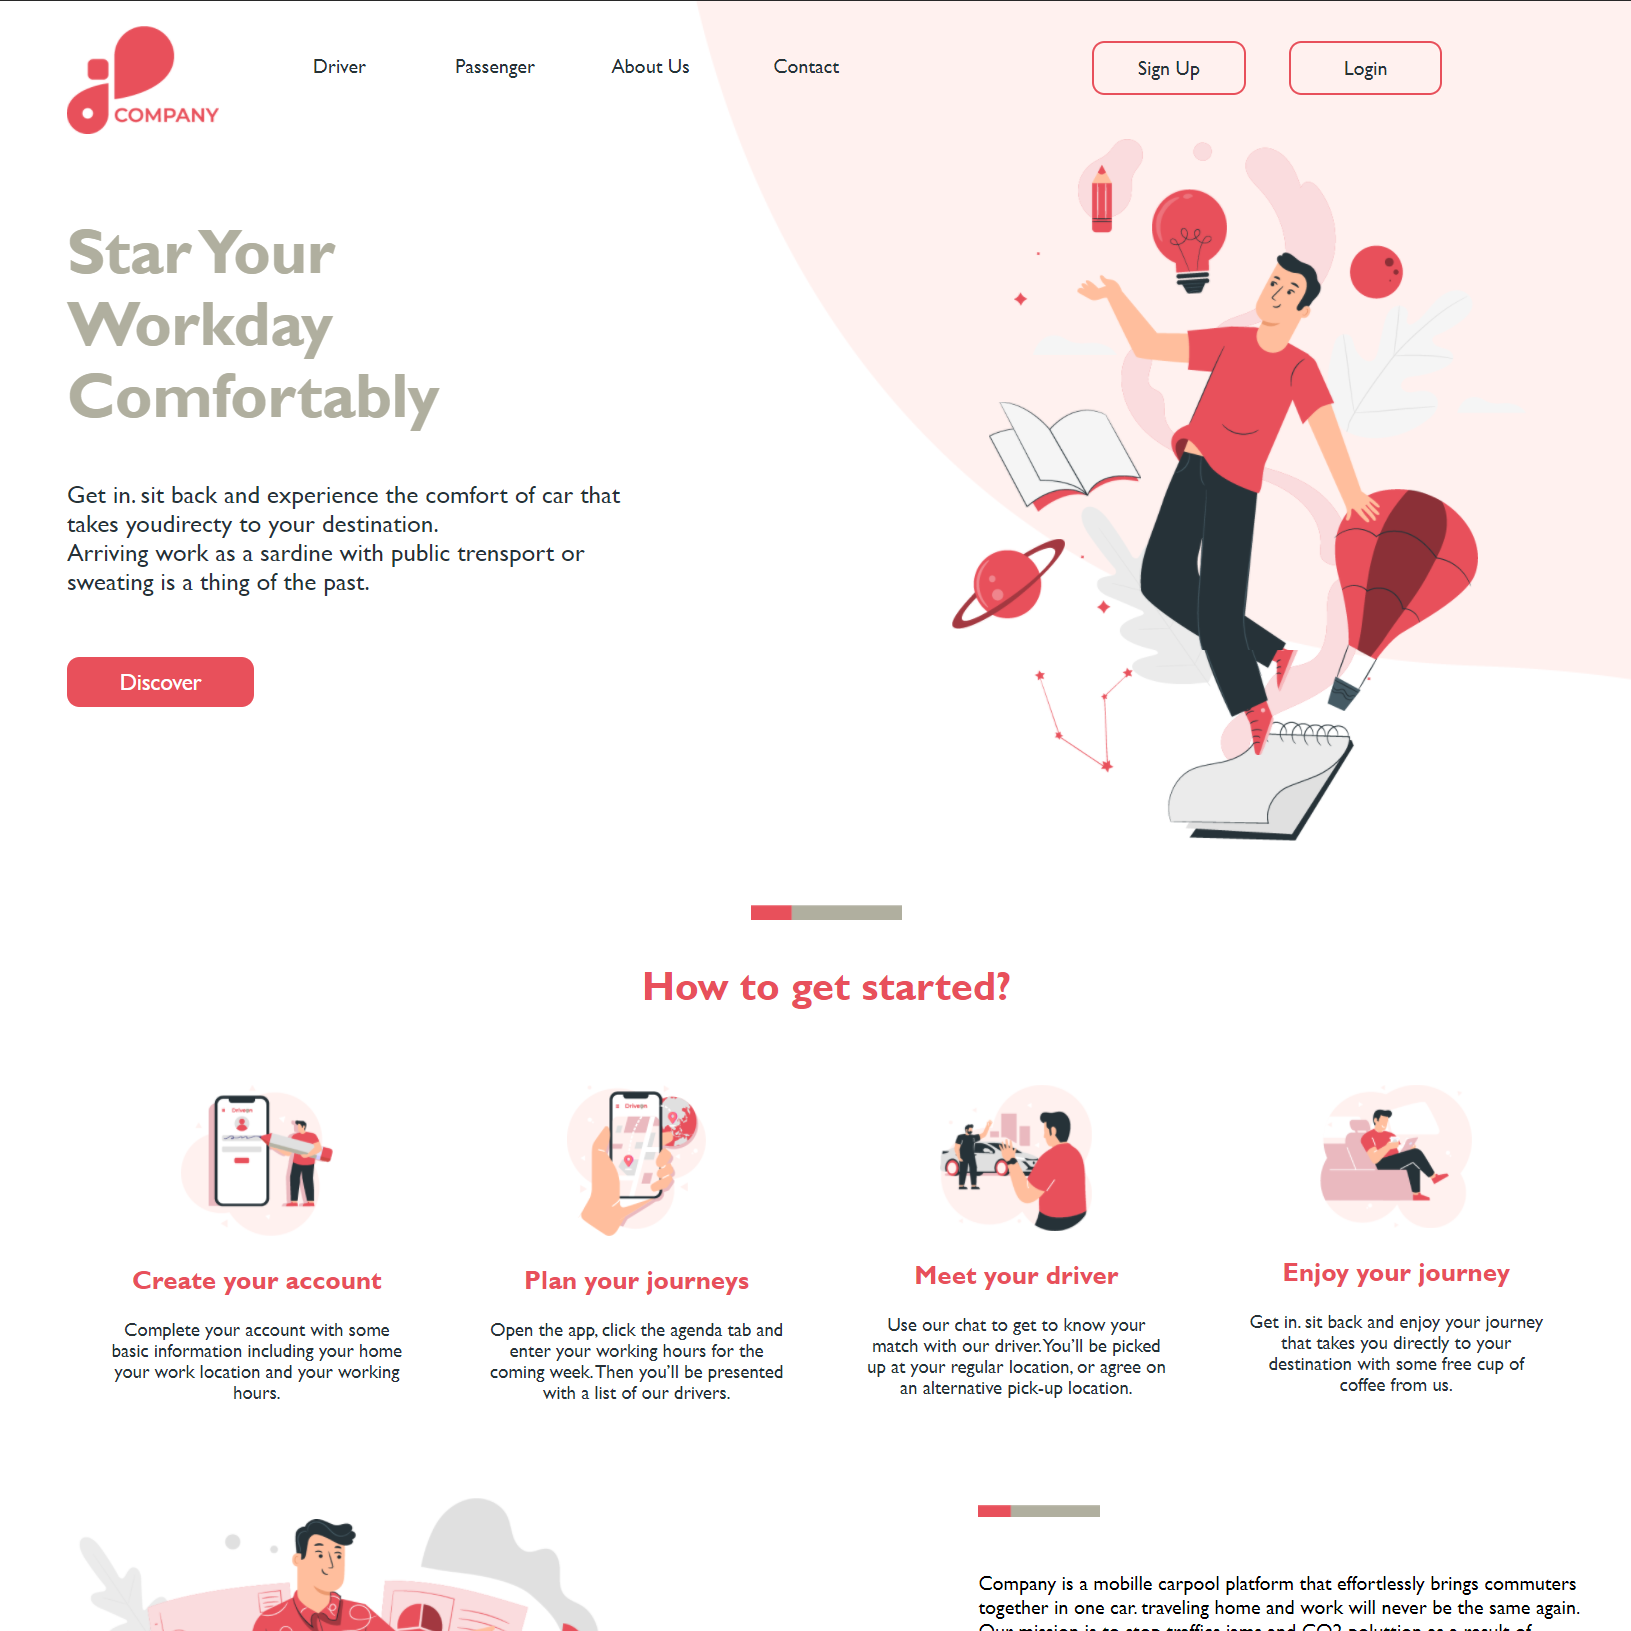 COMPANY
Driver
Passenger
About Us
Contact
Sign Up
Login
Star Your
Workday
Comfortably
Get in. sit back and experience the comfort of car that
takes youdirecty to your destination.
Arriving work as a sardine with public trensport or
sweating is a thing of the past.
Discover
How to get started?
Create your account
Complete your account with some
basic information including your home
your work location and your working
hours.
Plan your journeys
Open the app, click the agenda tab and
enter your working hours for the
coming week. Then you'll be presented
with a list of our drivers.
Meet your driver
Use our chat to get to know your
match with our driver. You'll be picked
up at your regular location, or agree on
an alternative pick-up location.
Enjoy your journey
Get in. sit back and enjoy your journey
that takes you directly to your
destination with some free cup of
coffee from us.
Company is a mobille carpool platform that effortlessly brings commuters
together in one car. traveling home and work will never be the same again.